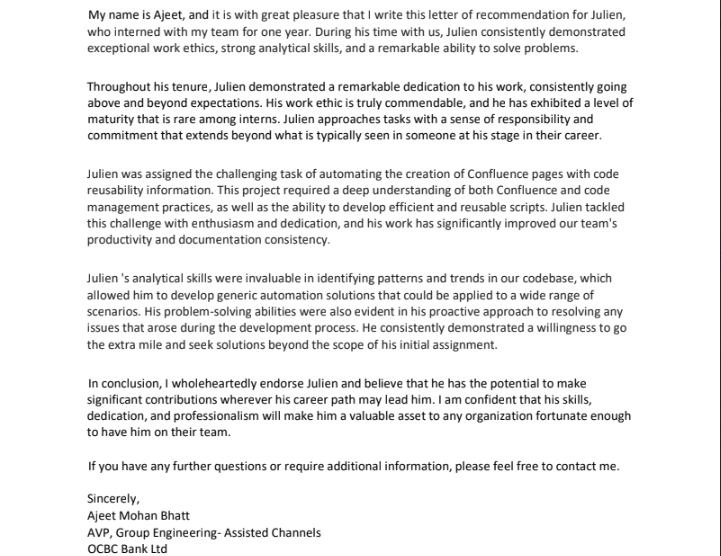 My name is Ajeet, and it is with great pleasure that I write this letter of recommendation for Julien,
who interned with my team for one year. During his time with us, Julien consistently demonstrated
exceptional work ethics, strong analytical skills, and a remarkable ability to solve problems.
Throughout his tenure, Julien demonstrated a remarkable dedication to his work, consistently going
above and beyond expectations. His work ethic is truly commendable, and he has exhibited a level of
maturity that is rare among interns. Julien approaches tasks with a sense of responsibility and
commitment that extends beyond what is typically seen in someone at his stage in their career.
Julien was assigned the challenging task of automating the creation of Confluence pages with code
reusability information. This project required a deep understanding of both Confluence and code
management practices, as well as the ability to develop efficient and reusable scripts. Julien tackled
this challenge with enthusiasm and dedication, and his work has significantly improved our team's
productivity and documentation consistency.
Julien 's analytical skills were invaluable in identifying patterns and trends in our codebase, which
allowed him to develop generic automation solutions that could be applied to a wide range of
scenarios. His problem-solving abilities were also evident in his proactive approach to resolving any
issues that arose during the development process. He consistently demonstrated a willingness to go
the extra mile and seek solutions beyond the scope of his initial assignment.
In conclusion, I wholeheartedly endorse Julien and believe that he has the potential to make
significant contributions wherever his career path may lead him. I am confident that his skills,
dedication, and professionalism will make him a valuable asset to any organization fortunate enough
to have him on their team.
If you have any further questions or require additional information, please feel free to contact me.
Sincerely,
Ajeet Mohan Bhatt
AVP, Group Engineering- Assisted Channels
OCBC Bank Ltd